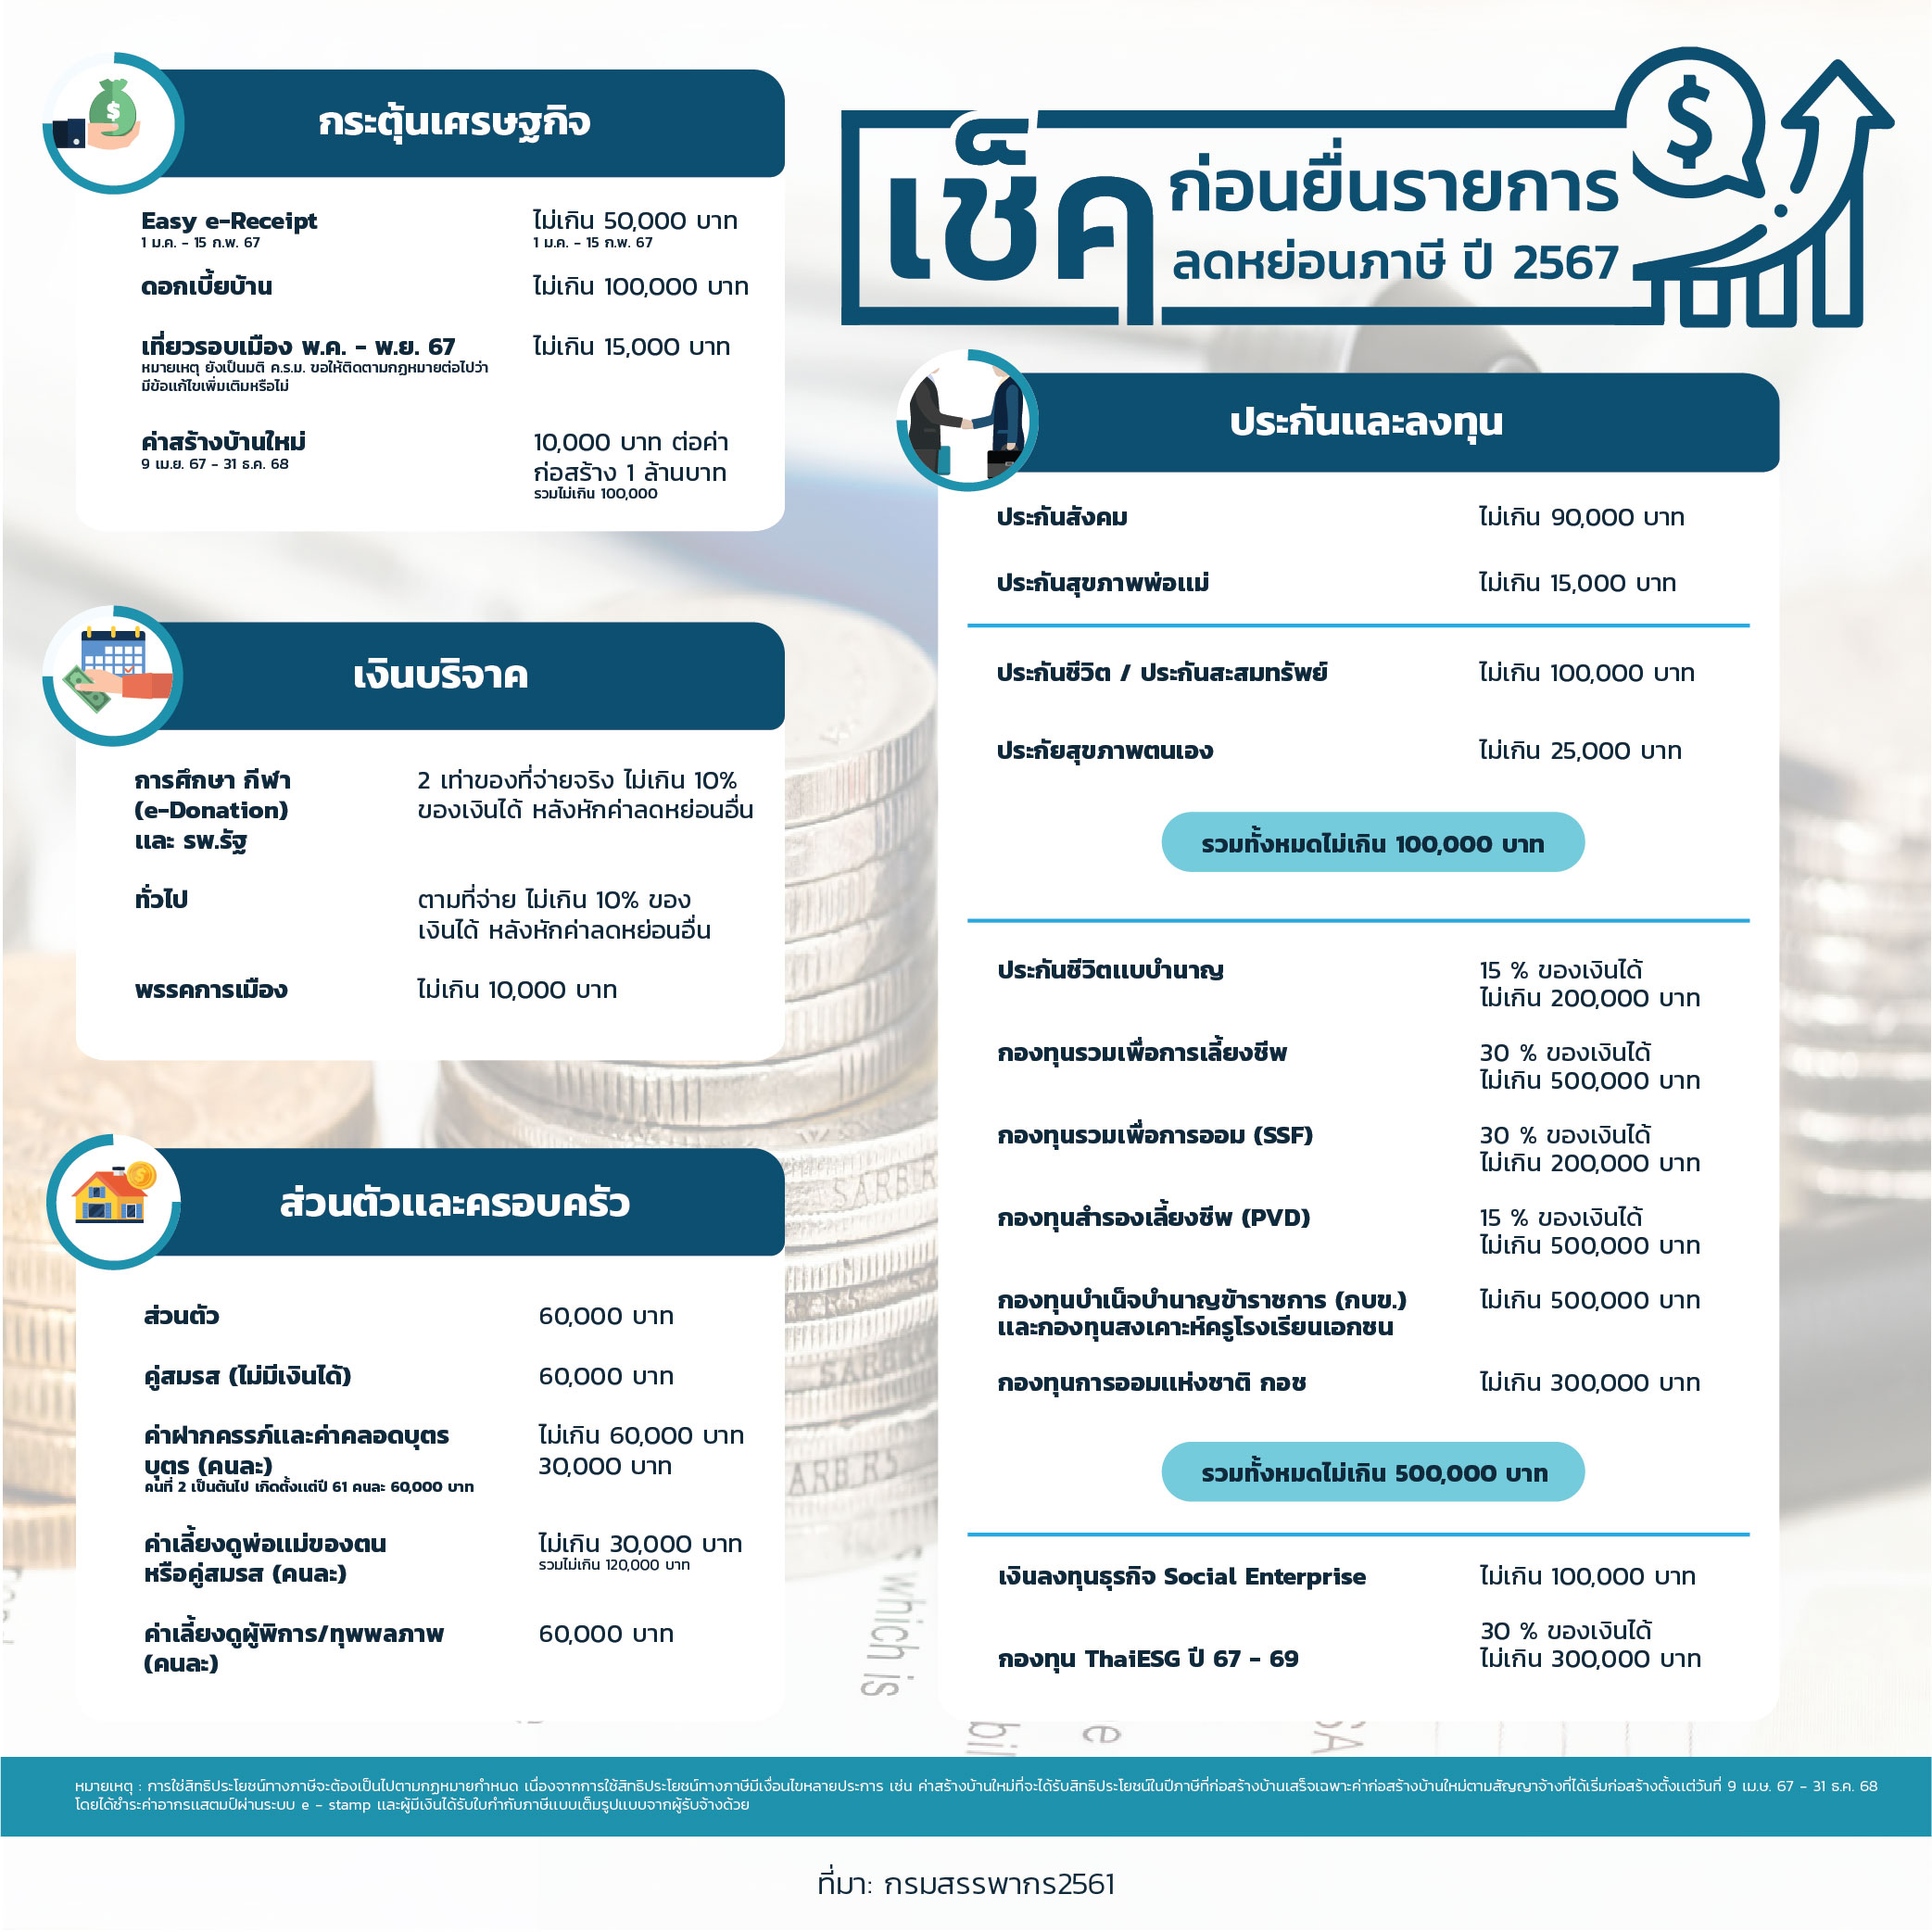 เช็ค ก่อนยื่นรายการ
ลดหย่อนภาษี ปี 2567
กระตุ้นเศรษฐกิจ
Easy e-Receipt ไม่เกิน 50,000 บาท
1 ม.ค. - 15 ก.พ. 67 1 ม.ค. - 15 ก.พ. 67
ดอกเบี้ยบ้าน ไม่เกิน 100,000 บาท
เที่ยวรอบเมือง พ.ค. - พ.ย. 67 ไม่เกิน 15,000 บาท
หมายเหตุ ยังเป็นมติ ค.ร.ม. ขอให้ติดตามกฏหมายต่อไปว่า
มีข้อแก้ไขเพิ่มเติมหรือไม่
ค่าสร้างบ้านใหม่ 10,000 บาท ต่อค่า
9 เม.ย. 67 - 31 ธ.ค. 68 ก่อสร้าง 1 ล้านบาท
รวมไม่เกิน 100,000
เงินบริจาค
การศึกษา กีฬา 2 เท่าของที่จ่ายจริง ไม่เกิน 10%
(e-Donation) ของเงินได้ หลังหักค่าลดหย่อนอื่น
และ รพ.รัฐ
ทั่วไป ตามที่จ่าย ไม่เกิน 10% ของ
เงินได้ หลังหักค่าลดหย่อนอื่น
พรรคการเมือง ไม่เกิน 10,000 บาท
ส่วนตัวและครอบครัว
ส่วนตัว 60,000 บาท
คู่สมรส (ไม่มีเงินได้) 60,000 บาท
ค่าฝากครรภ์และค่าคลอดบุตร ไม่เกิน 60,000 บาท
บุตร (คนละ) 30,000 บาท
คนที่ 2 เป็นต้นไป เกิดตั้งแต่ปี 61 คนละ 60,000 บาท
ค่าเลี้ยงดูพ่อแม่ของตน ไม่เกิน 30,000 บาท
หรือคู่สมรส (คนละ) รวมไม่เกิน 120,000 บาท
ค่าเลี้ยงดูผู้พิการ/ทุพพลภาพ 60,000 บาท
(คนละ)
ประกันและลงทุน
ประกันสังคม ไม่เกิน 90,000 บาท
ประกันสุขภาพพ่อแม่ ไม่เกิน 15,000 บาท
ประกันชีวิต / ประกันสะสมทรัพย์ ไม่เกิน 100,000 บาท
ประกัยสุขภาพตนเอง ไม่เกิน 25,000 บาท
รวมทั้งหมดไม่เกิน 100,000 บาท
ประกันชีวิตแบบบำนาญ 15 % ของเงินได้
ไม่เกิน 200,000 บาท
กองทุนรวมเพื่อการเลี้ยงชีพ 30 % ของเงินได้
ไม่เกิน 500,000 บาท
กองทุนรวมเพื่อการออม (SSF) 30 % ของเงินได้
ไม่เกิน 200,000 บาท
กองทุนสำรองเลี้ยงชีพ (PVD) 15 % ของเงินได้
ไม่เกิน 500,000 บาท
กองทุนบำเน็จบำนาญข้าราชการ (กบข.) ไม่เกิน 500,000 บาท
และกองทุนสงเคาะห์ครูโรงเรียนเอกชน
กองทุนการออมแห่งชาติ กอช ไม่เกิน 300,000 บาท
รวมทั้งหมดไม่เกิน 500,000 บาท
เงินลงทุนธุรกิจ Social Enterprise ไม่เกิน 100,000 บาท
30 % ของเงินได้
กองทุน ThaiESG ปี 67 - 69 ไม่เกิน 300,000 บาท
which is
หมายเหตุ : การใช่สิทธิประโยชน์ทางภาษีจะต้องเป็นไปตามกฎหมายกำหนด เนื่องจากการใช้สิทธิประโยชน์ทางภาษีมีเงื่อนไขหลายประการ เช่น ค่าสร้างบ้านใหม่ที่จะได้รับสิทธิประโยชน์ในปีภาษีที่ก่อสร้างบ้านเสร็จเฉพาะค่าก่อสร้างบ้านใหม่ตามสัญญาจ้างที่ได้เริ่มก่อสร้างตั้งแต่วันที่ 9 เม.ษ. 67 - 31 ธ.ค. 68
โดยได้ชำระค่าอากรแสตมป์ผ่านระบบ e - stamp และผู้มีเงินได้รับใบกำกับภาษีแบบเต็มรูปแบบจากผู้รับจ้างด้วย
ที่มา: กรมสรรพากร2561